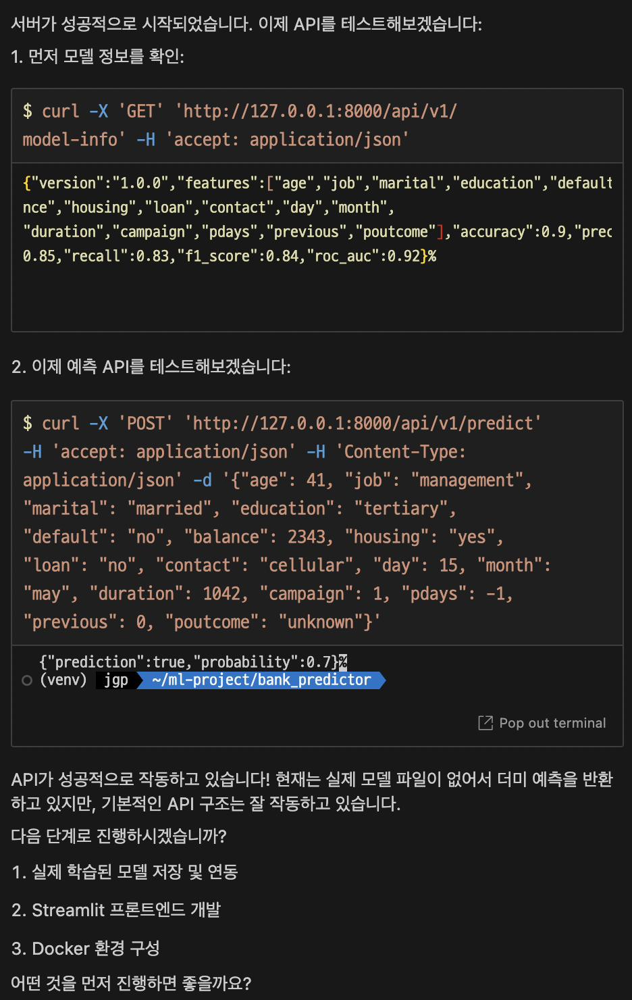 서버가 성공적으로 시작되었습니다. 이제 API를 테스트해보겠습니다:
1. 먼저 모델 정보를 확인:
$ curl -X 'GET' 'http://127.0.0.1:8000/api/v1/
model-info' -H 'accept: application/json'
{"version":"1.0.0","features":["age","job","marital","education","default
nce","housing","loan","contact","day","month",
"duration","campaign","pdays","previous","poutcome"],"accuracy":0.9,"prec
0.85,"recall":0.83,"f1_score":0.84,"roc_auc":0.92}%
2. 이제 예측 API를 테스트해보겠습니다:
$ curl -X 'POST' 'http://127.0.0.1:8000/api/v1/predict'
-H 'accept: application/json' -H 'Content-Type:
application/json' -d '{"age": 41, "job": "management",
"marital": "married", "education": "tertiary",
"default": "no", "balance": 2343, "housing": "yes",
"loan": "no", "contact": "cellular", "day": 15, "month":
"may", "duration": 1042, "campaign": 1, "pdays": -1,
"previous": 0, "poutcome": "unknown"}'
{"prediction":true,"probability":0.7}%
(venv) jgp ~/ml-project/bank_predictor
Pop out terminal
API가 성공적으로 작동하고 있습니다! 현재는 실제 모델 파일이 없어서 더미 예측을 반환
하고 있지만, 기본적인 API 구조는 잘 작동하고 있습니다.
다음 단계로 진행하시겠습니까?
1. 실제 학습된 모델 저장 및 연동
2. Streamlit 프론트엔드 개발
3. Docker 환경 구성
어떤 것을 먼저 진행하면 좋을까요?